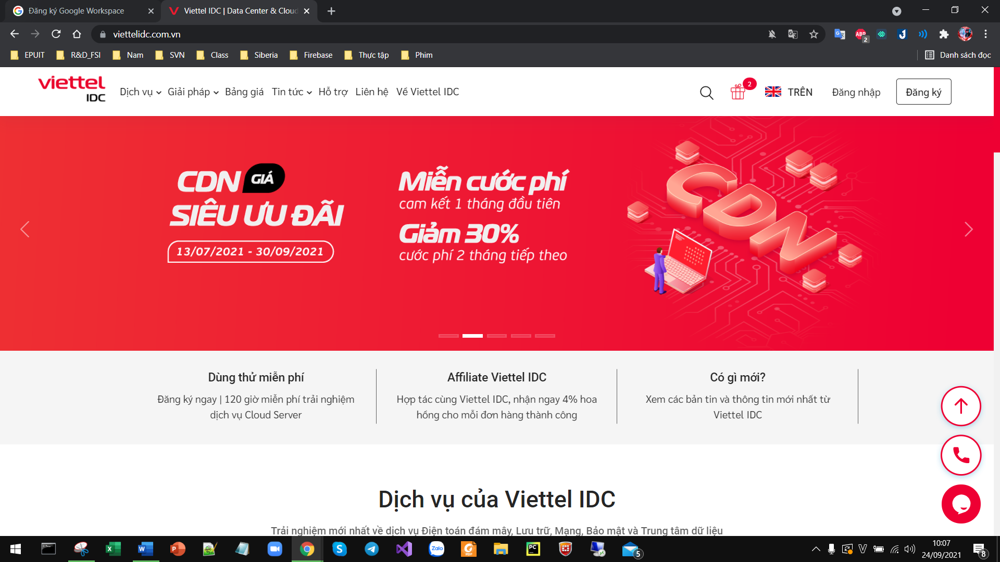 Đăng ký Google Workspace
Viettel IDC | Data Center & Cloud
viettelidc.com.vn
ABP
2
EPUIT
R&D_FSI
Nam
SVN
Class
Siberia
Firebase
Thực tập
Phim
Danh sách đọc
viettel
IDC
Dịch vụ
Giải pháp
Bảng giá
Tin tức
Hỗ trợ
Liên hệ
Về Viettel IDC
2
TRÊN
Đăng nhập
Đăng ký
CDN GIÁ
SIÊU ƯU ĐÃI
13/07/2021 - 30/09/2021
Miễn cước phí
cam kết 1 tháng đầu tiên
Giảm 30%
cước phí 2 tháng tiếp theo
CDN
Dùng thử miễn phí
Đăng ký ngay | 120 giờ miễn phí trải nghiệm
dịch vụ Cloud Server
Affiliate Viettel IDC
Hợp tác cùng Viettel IDC, nhận ngay 4% hoa
hồng cho mỗi đơn hàng thành công
Có gì mới?
Xem các bản tin và thông tin mới nhất từ
Viettel IDC
Dịch vụ của Viettel IDC
Trải nghiệm mới nhất về dịch vụ Điện toán đám mây, Lưu trữ, Mạng, Bảo mật và Trung tâm dữ liệu
Zalo
PDF
PC
5
10:07
24/09/2021
8